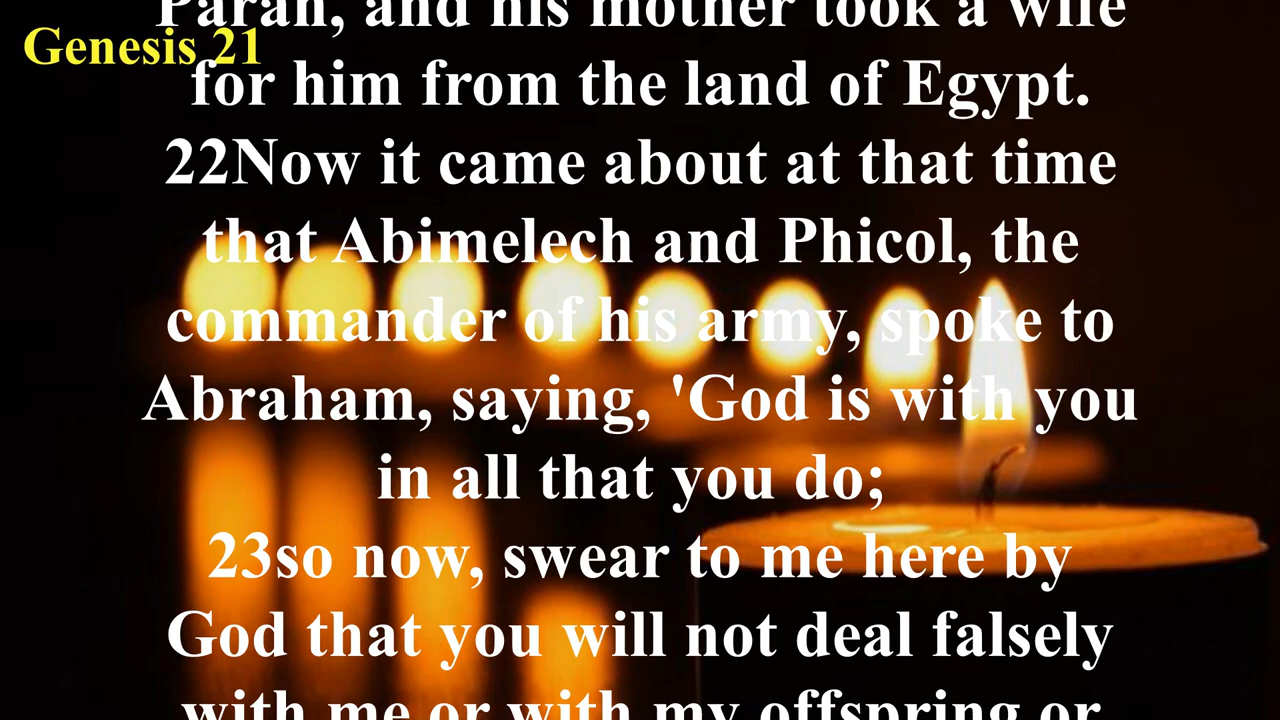 Genesis 21
Paran, and his mother took a wife
for him from the land of Egypt.
22Now it came about at that time
that Abimelech and Phicol, the
commander of his army, spoke to
Abraham, saying, 'God is with you
in all that you do;
23so now, swear to me here by
God that you will not deal falsely
with me or with my offspring or